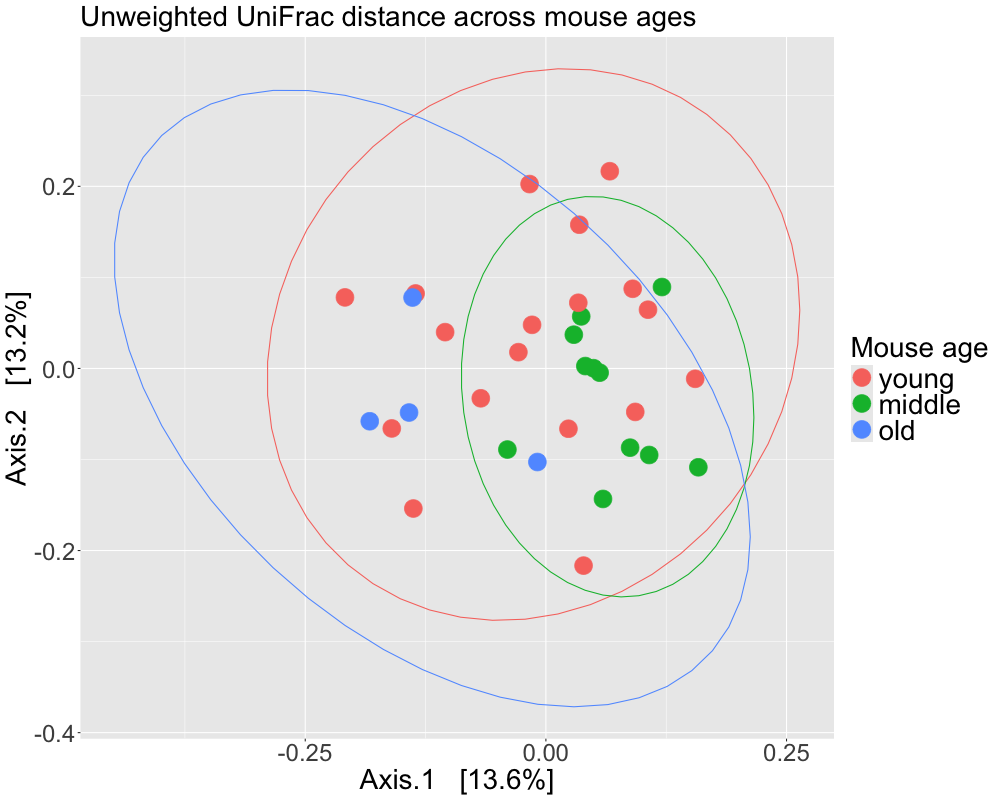 Unweighted UniFrac distance across mouse ages
Axis.2 [13.2%]
0.2
0.0
-0.2
-0.4
-0.25
0.00
0.25
Axis.1 [13.6%]
Mouse age
young
middle
old